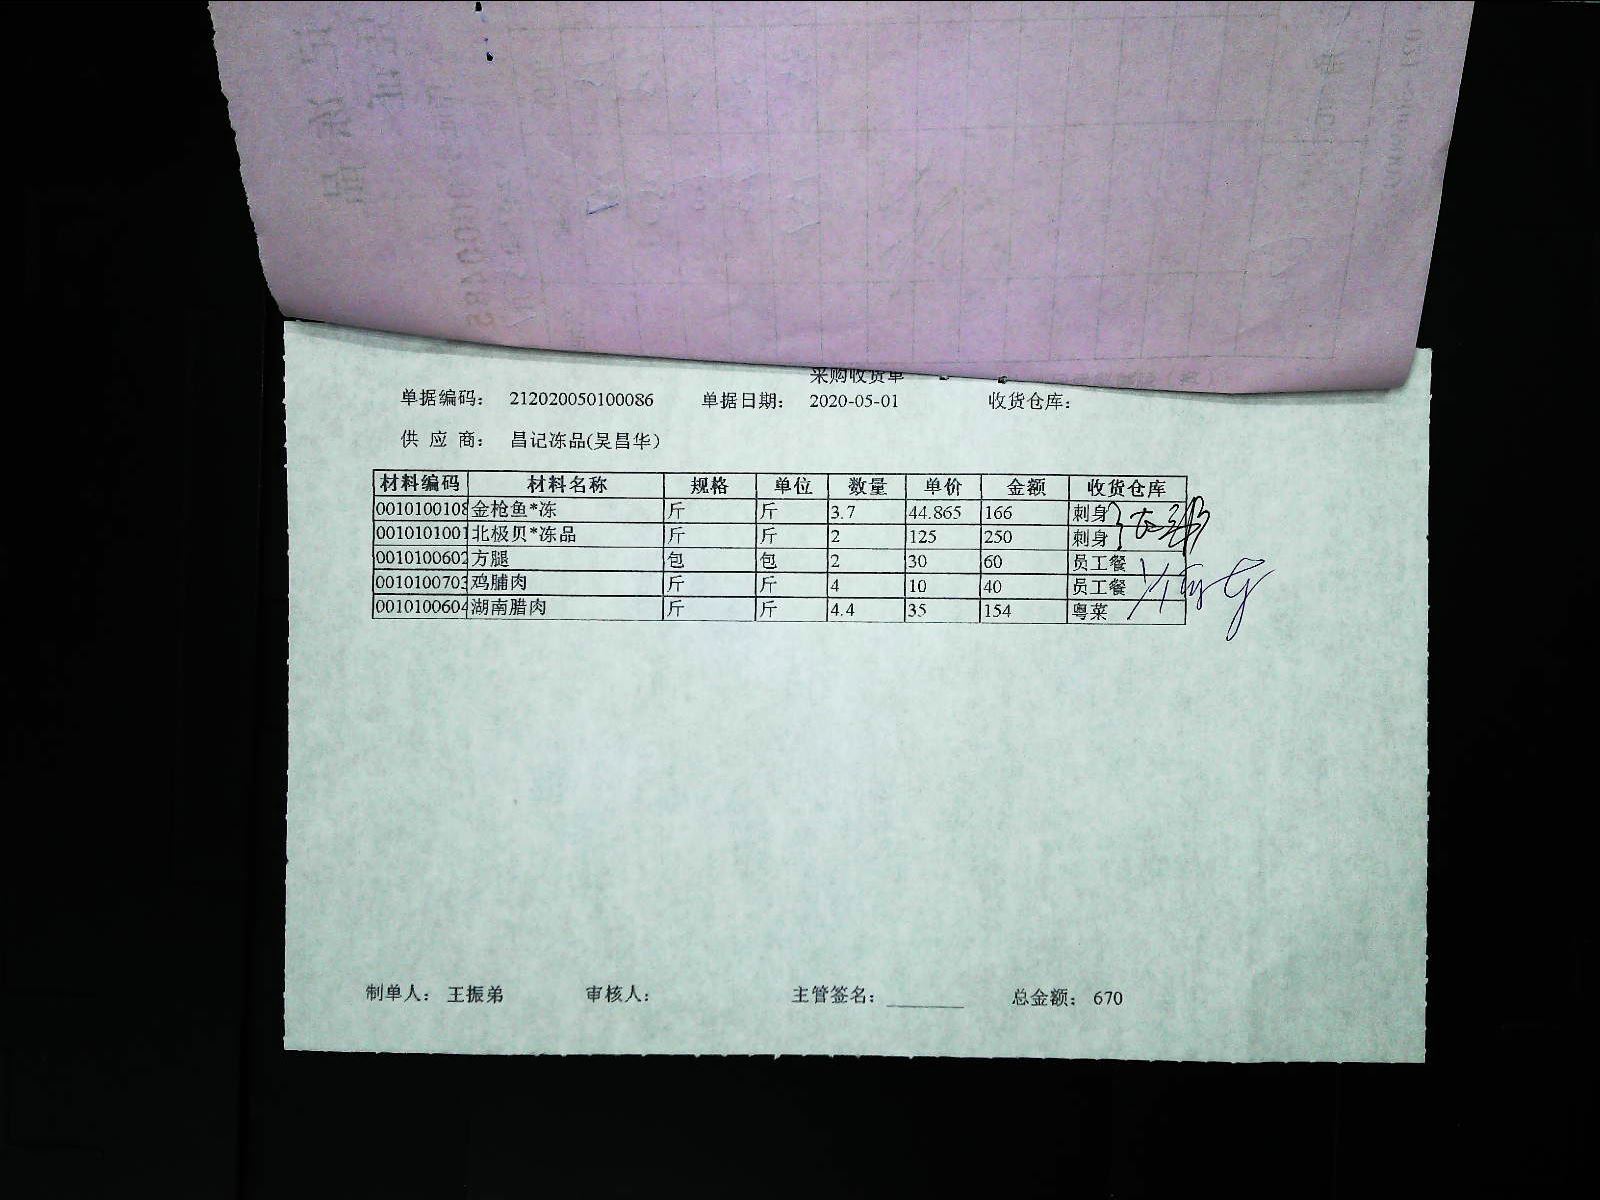 采购收货单
单据编码： 212020050100086 单据日期： 2020-05-01 收货仓库：
供 应 商： 昌记冻品(吴昌华）
材料编码 材料名称 规格 单位 数量 单价 金额 收货仓库
0010100108 金枪鱼*冻 斤 斤 3.7 44.865 166 刺身
0010101001 北极贝*冻品 斤 斤 2 125 250 刺身
0010100602 方腿 包 包 2 30 60 员工餐
0010100703 鸡脯肉 斤 斤 4 10 40 员工餐
0010100604 湖南腊肉 斤 斤 4.4 35 154 粤菜
制单人： 王振弟 审核人： 主管签名： 总金额： 670